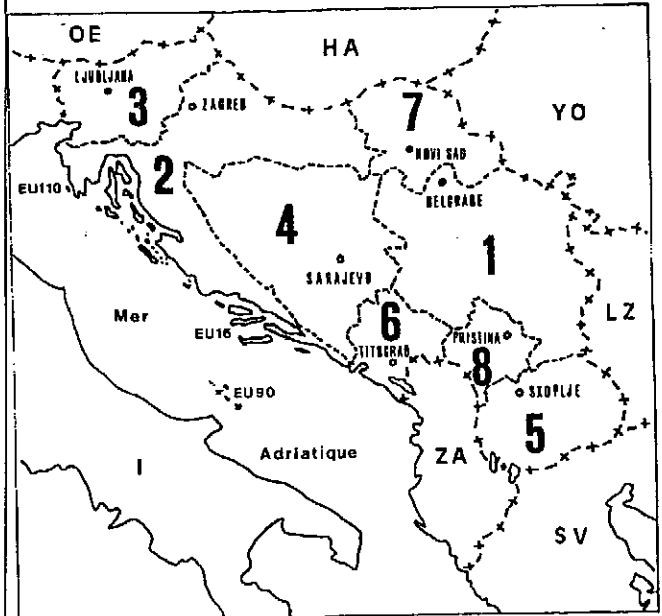 OE
HA
LJUBLJANA
3
ZAGREB
7
YO
NOVI SAD
2
EU110
BELGRADE
4
1
SARAJEVO
LZ
Mer
6
EU16
PRISTINA
TITOGRAD
8
SKOPLJE
EU90
5
Adriatique
ZA
I
SV